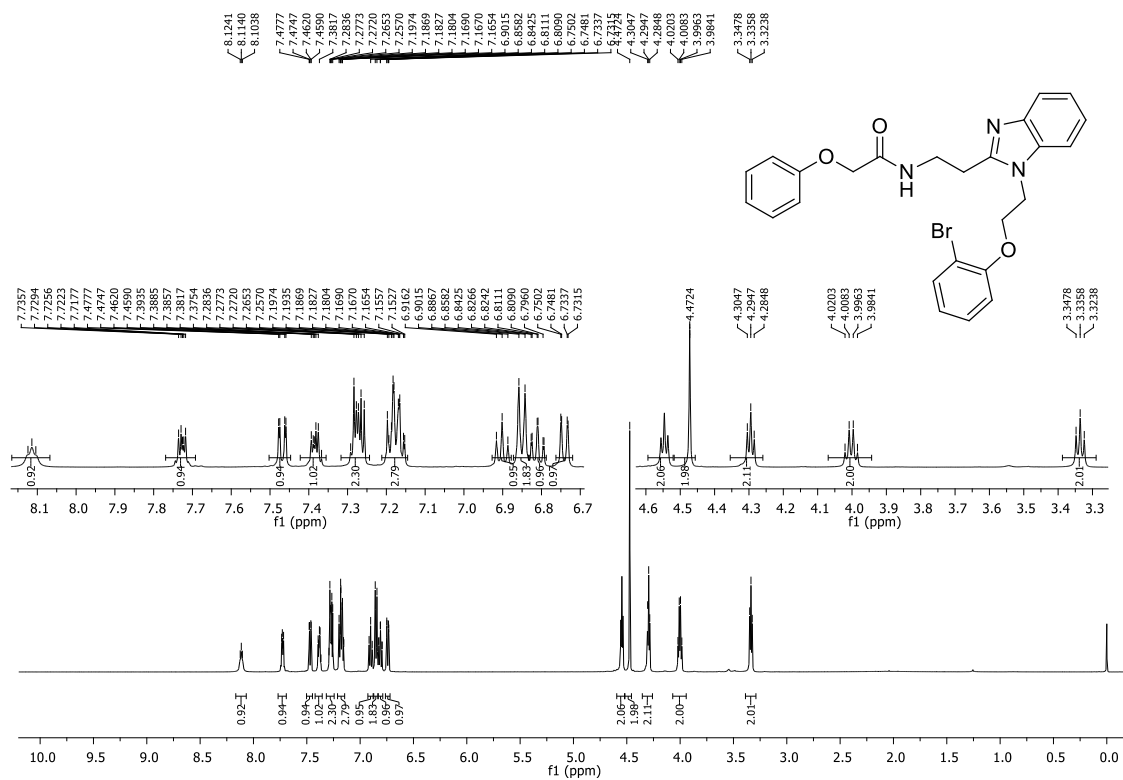 8.1241 8.1140 8.1038 7.4777 7.4747 7.4620 7.4590 7.3817 7.2836 7.2773 7.2720 7.2653 7.2570 7.1974 7.1869 7.1827 7.1804 7.1690 7.1670 7.1654 6.9015 6.8582 6.8425 6.8111 6.8090 6.7502 6.7481 6.7337 6.7315 4.4724 4.3047 4.2947 4.2848 4.0203 4.0083 3.9963 3.9841 3.3478 3.3358 3.3238
O
N
O
N
H
N
Br
O
7.7357 7.7294 7.7256 7.7223 7.7177 7.4777 7.4747 7.4620 7.4590 7.3935 7.3885 7.3857 7.3817 7.3754 7.2836 7.2773 7.2720 7.2653 7.2570 7.1974 7.1935 7.1869 7.1827 7.1804 7.1690 7.1670 7.1654 7.1557 7.1527 6.9162 6.9015 6.8867 6.8582 6.8425 6.8266 6.8242 6.8111 6.8090 6.7960 6.7502 6.7481 6.7337 6.7315
4.4724 4.3047 4.2947 4.2848 4.0203 4.0083 3.9963 3.9841 3.3478 3.3358 3.3238
0.92 0.94 0.94 1.02 2.30 2.79 0.95 1.83 0.96 0.97
2.06 1.98 2.11 2.00 2.01
8.1 8.0 7.9 7.8 7.7 7.6 7.5 7.4 7.3 7.2 7.1 7.0 6.9 6.8 6.7
f1 (ppm)
4.6 4.5 4.4 4.3 4.2 4.1 4.0 3.9 3.8 3.7 3.6 3.5 3.4 3.3
f1 (ppm)
0.92 0.94 0.94 1.02 2.30 2.79 0.95 1.83 0.96 0.97 2.06 1.98 2.11 2.00 2.01
10.0 9.5 9.0 8.5 8.0 7.5 7.0 6.5 6.0 5.5 5.0 4.5 4.0 3.5 3.0 2.5 2.0 1.5 1.0 0.5 0.0
f1 (ppm)